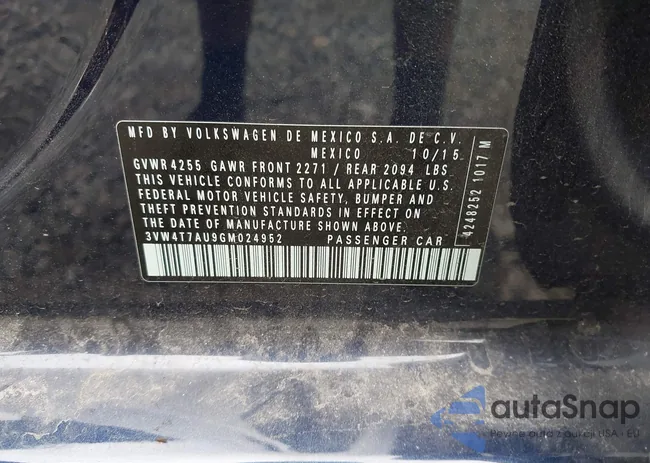 MFD BY VOLKSWAGEN DE MEXICO S.A. DE C.V.
MEXICO 10/15
GVWR 4255 GAWR FRONT 2271 / REAR 2094 LBS
THIS VEHICLE CONFORMS TO ALL APPLICABLE U.S.
FEDERAL MOTOR VEHICLE SAFETY, BUMPER AND
THEFT PREVENTION STANDARDS IN EFFECT ON
THE DATE OF MANUFACTURE SHOWN ABOVE.
3VW4T7AU9GM024952 PASSENGER CAR
4248252 1017 M
autaSnap